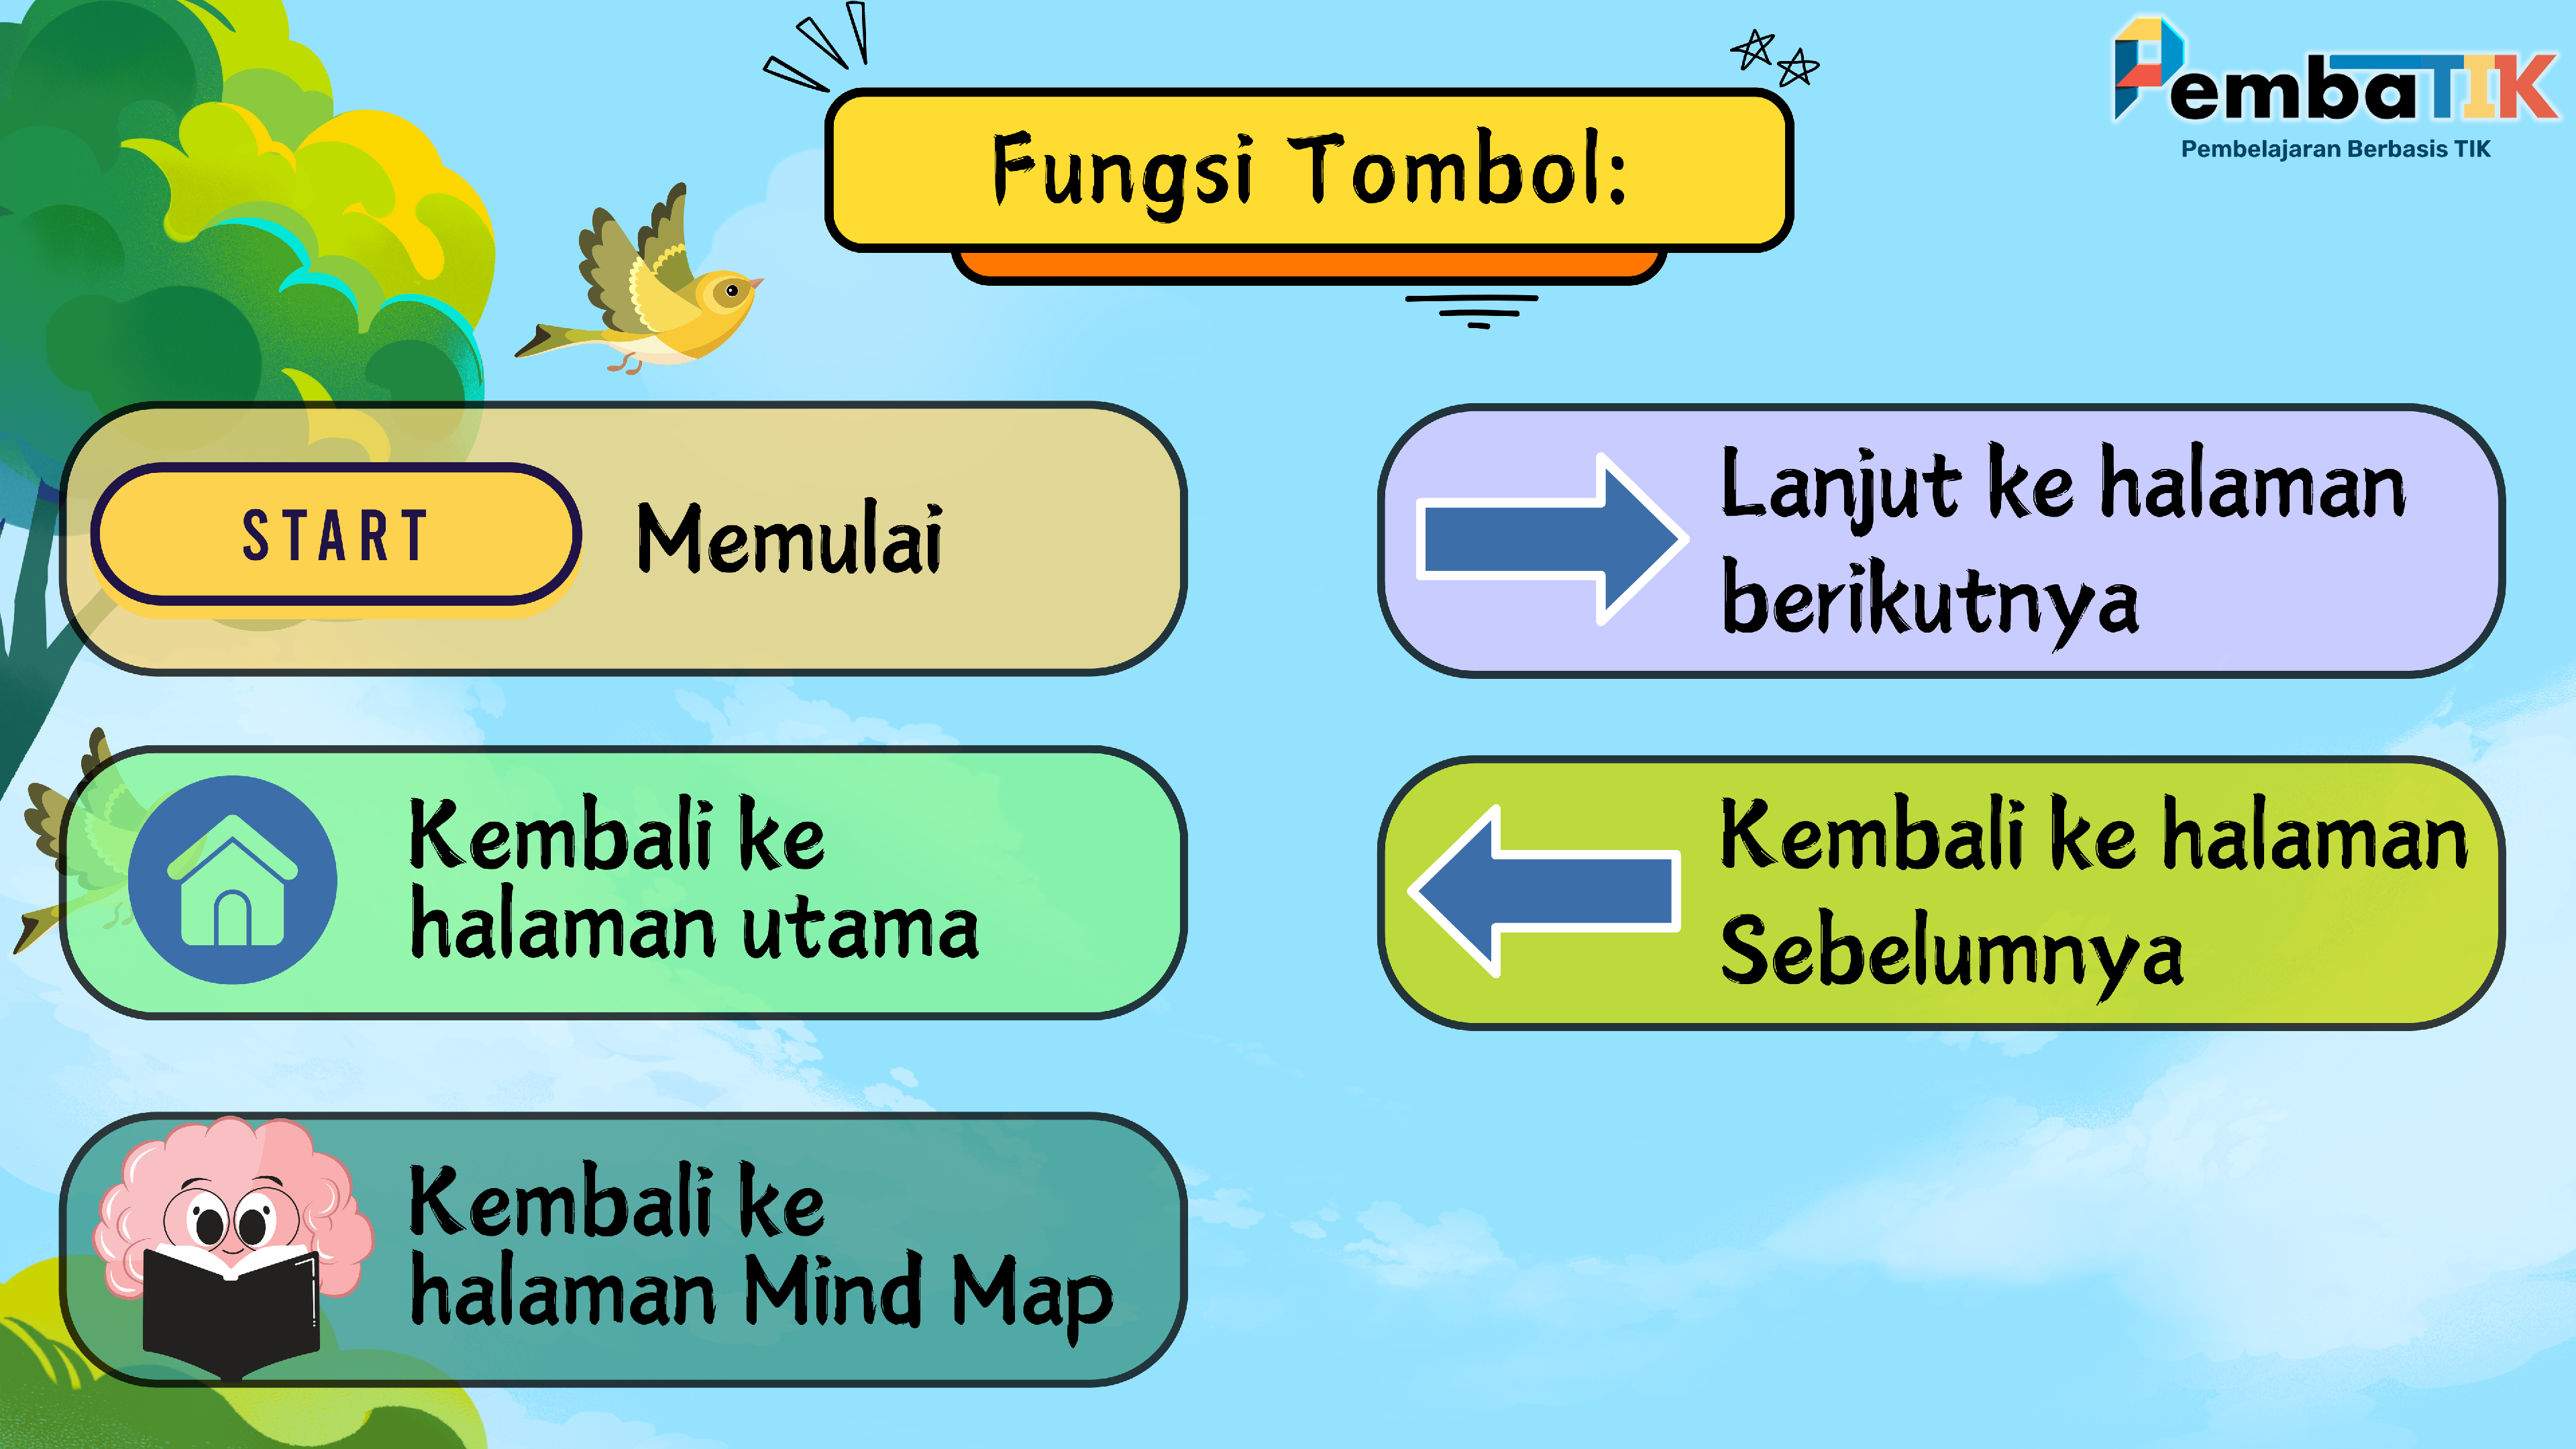 PembaTIK
Pembelajaran Berbasis TIK
Fungsi Tombol:
START
Memulai
Kembali ke
halaman utama
Kembali ke
halaman Mind Map
Lanjut ke halaman
berikutnya
Kembali ke halaman
Sebelumnya